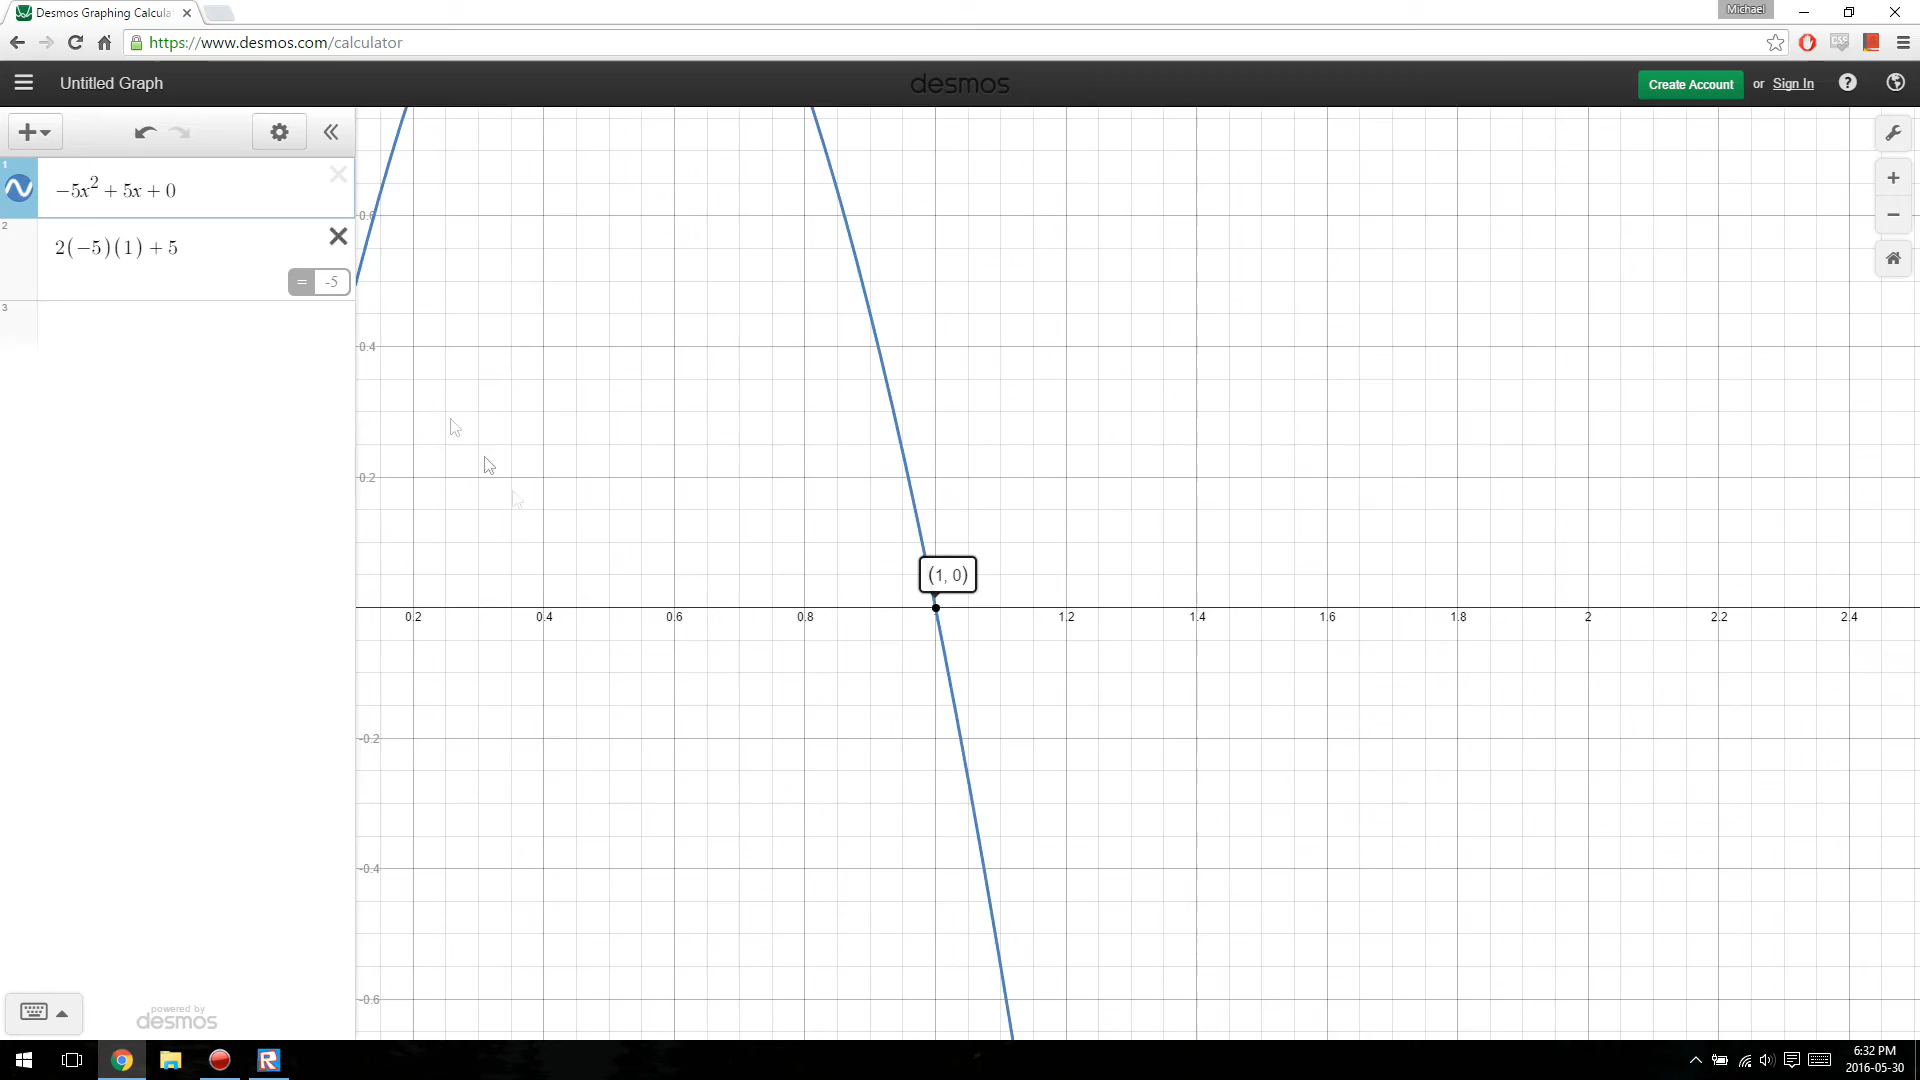 Desmos Graphing Calcula
Michael
https://www.desmos.com/calculator
Untitled Graph
desmos
Create Account or Sign In
1
−5x² + 5x + 0
2
2(−5)(1) + 5
= -5
3
0.6
0.4
0.2
(1, 0)
0.2 0.4 0.6 0.8 1.2 1.4 1.6 1.8 2 2.2 2.4
-0.2
-0.4
-0.6
powered by
desmos
6:32 PM
2016-05-30